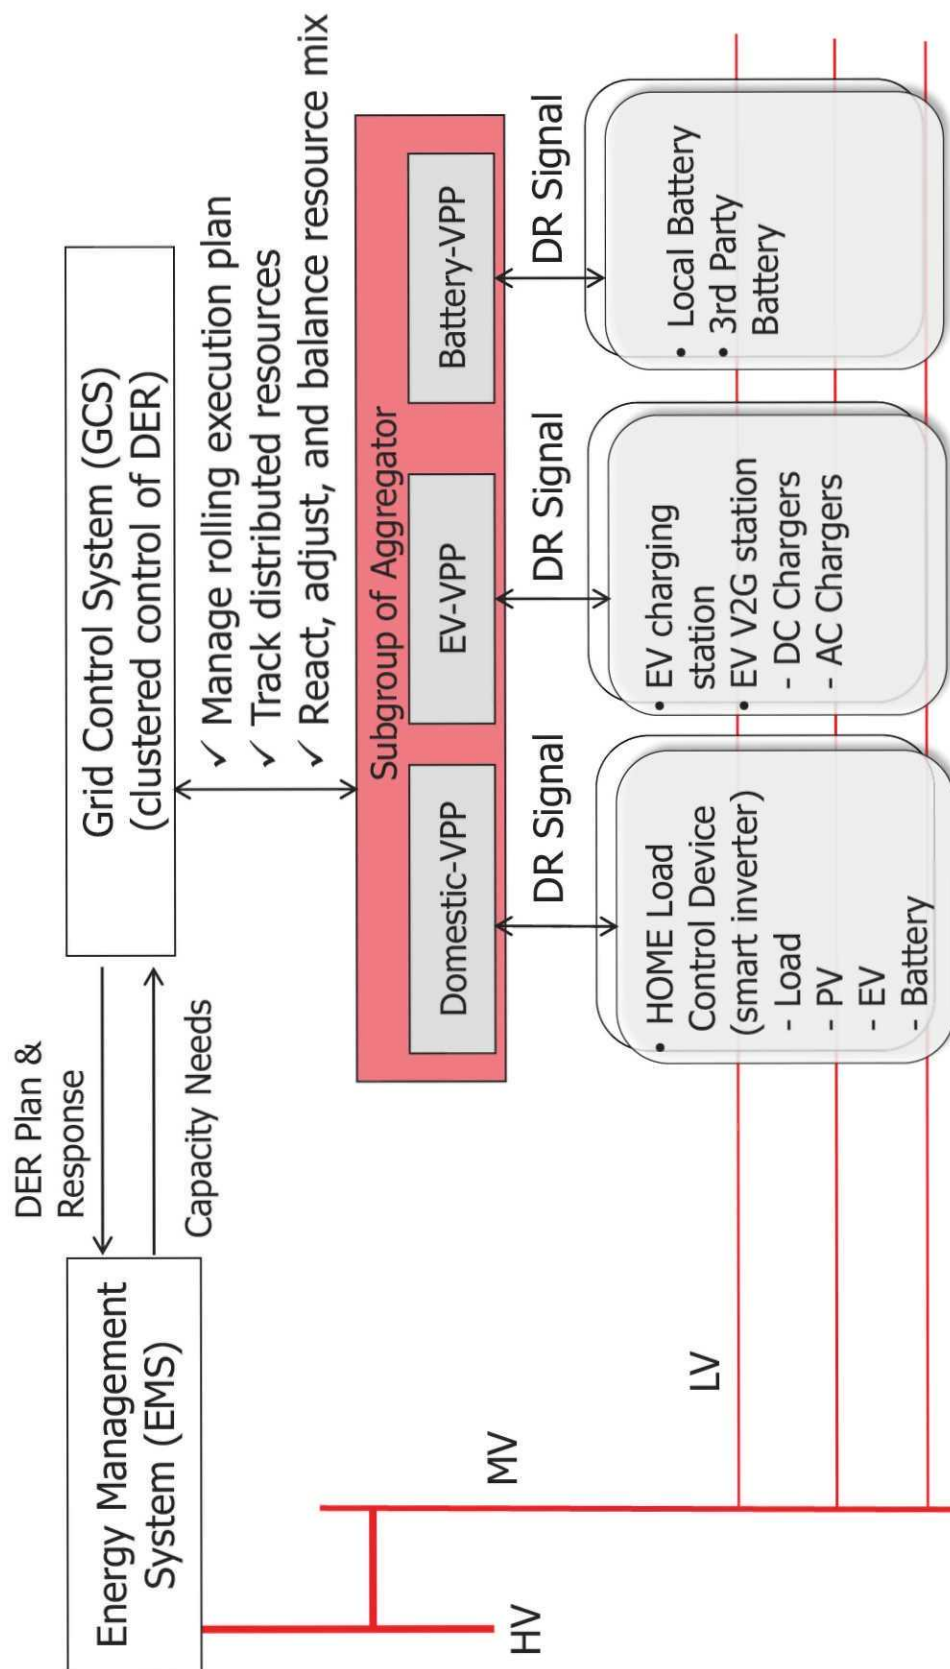 Energy Management
System (EMS)
DER Plan &
Response
Capacity Needs
Grid Control System (GCS)
(clustered control of DER)
✓ Manage rolling execution plan
✓ Track distributed resources
✓ React, adjust, and balance resource mix
Subgroup of Aggregator
Domestic-VPP
EV-VPP
Battery-VPP
DR Signal
DR Signal
DR Signal
HV
MV
LV
• HOME Load
Control Device
(smart inverter)
- Load
- PV
- EV
- Battery
• EV charging
station
• EV V2G station
- DC Chargers
- AC Chargers
• Local Battery
• 3rd Party
Battery